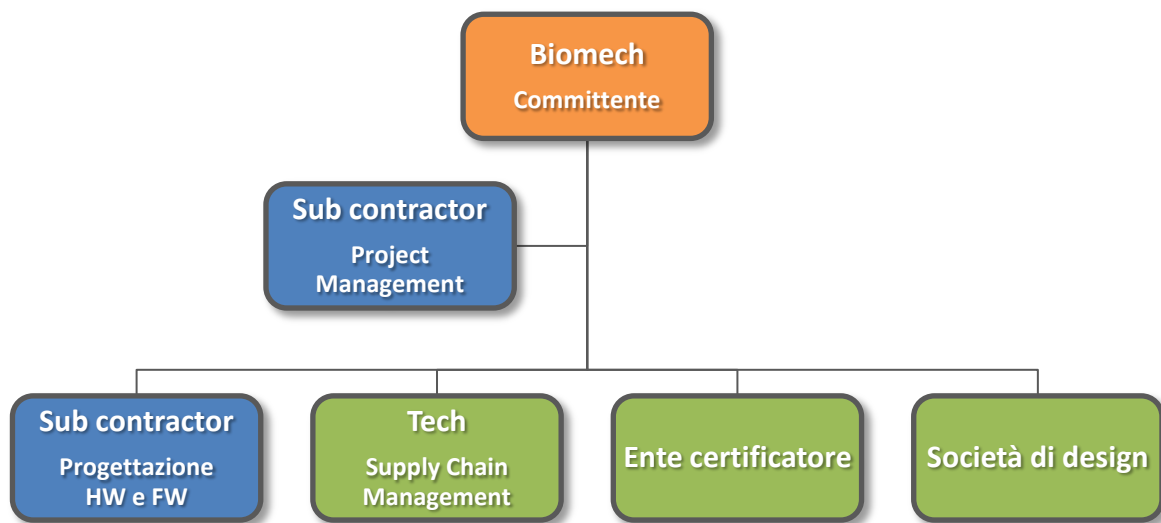 Biomech
Committente
Sub contractor
Project
Management
Sub contractor
Progettazione
HW e FW
Tech
Supply Chain
Management
Ente certificatore
Società di design